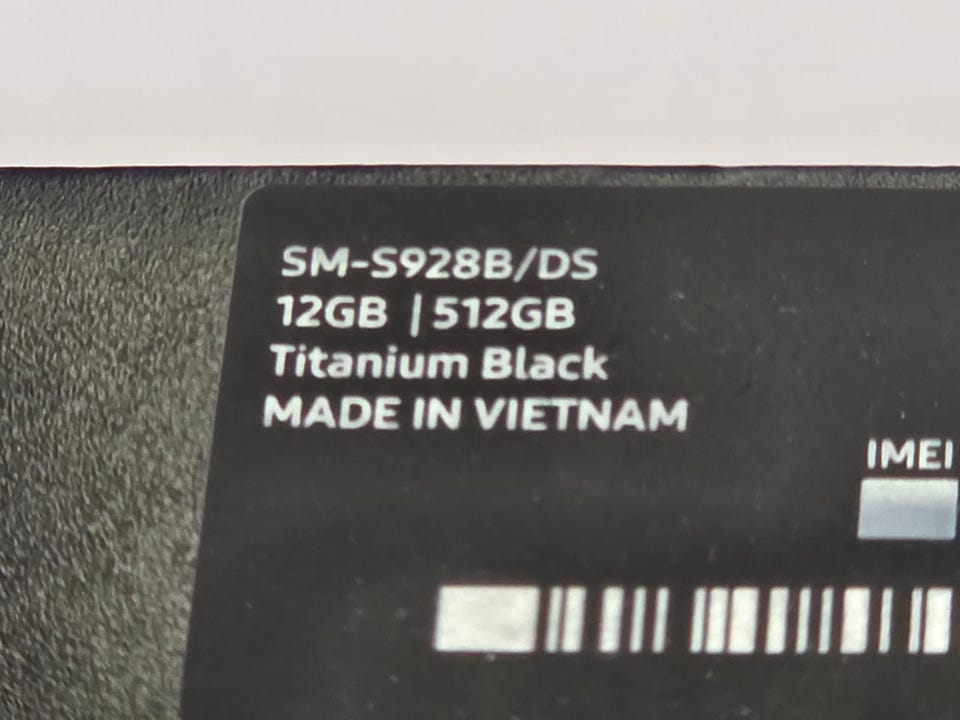 SM-S928B/DS
12GB | 512GB
Titanium Black
MADE IN VIETNAM
IMEI